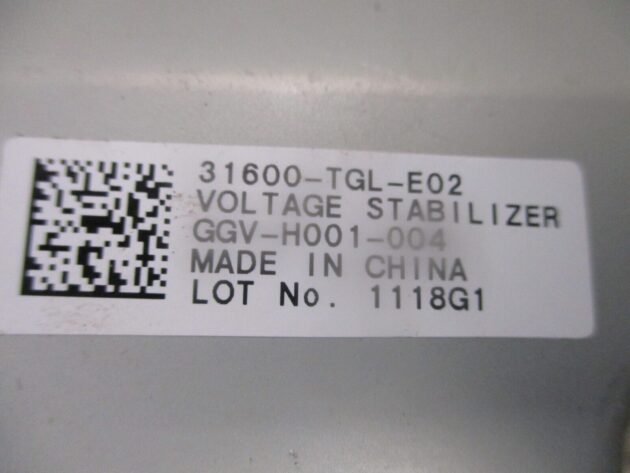 31600-TGL-E02
VOLTAGE STABILIZER
GGV-H001-004
MADE IN CHINA
LOT No. 1118G1